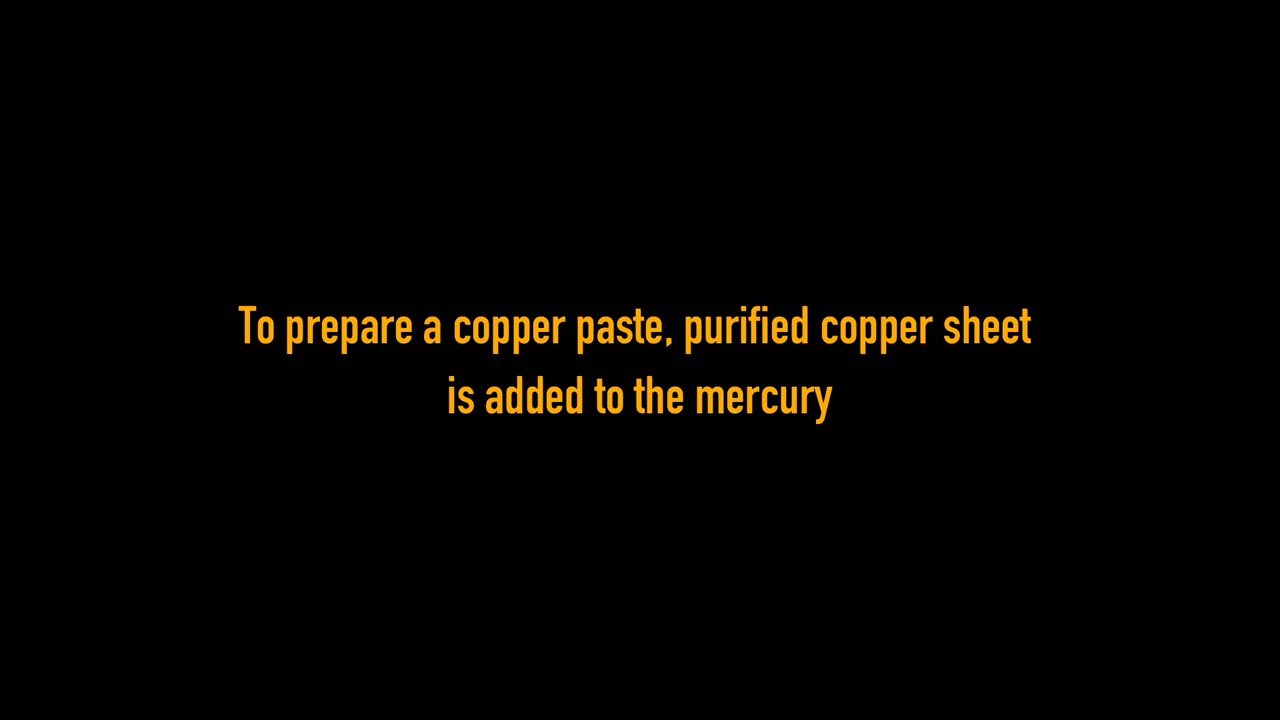 To prepare a copper paste, purified copper sheet
is added to the mercury